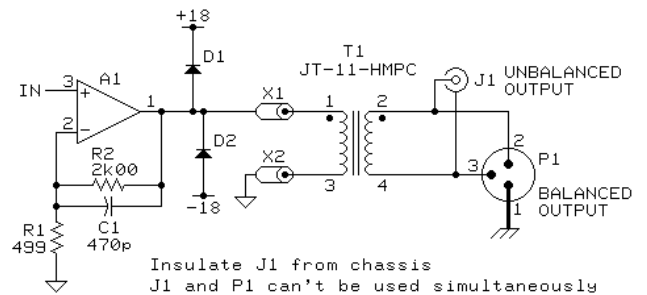 +18
D1
T1
JT-11-HMPC
A1
IN
3
+
1
2
−
X1
1
2
J1
UNBALANCED
OUTPUT
D2
X2
3
4
-18
R2
2k00
C1
470p
R1
499
2
3
P1
1
BALANCED
OUTPUT
Insulate J1 from chassis
J1 and P1 can't be used simultaneously